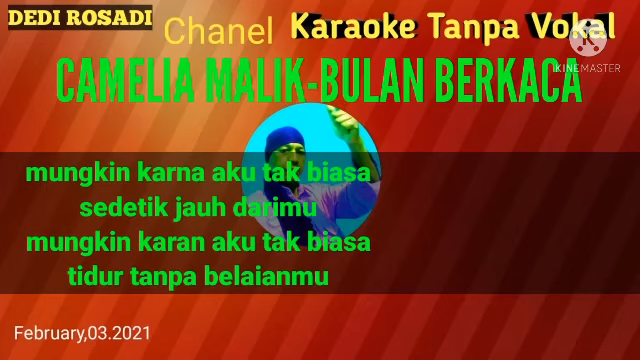 DEDI ROSADI
Chanel Karaoke Tanpa Vokal
KINEMASTER
CAMELIA MALIK-BULAN BERKACA
mungkin karna aku tak biasa
sedetik jauh darimu
mungkin karan aku tak biasa
tidur tanpa belaianmu
February,03.2021